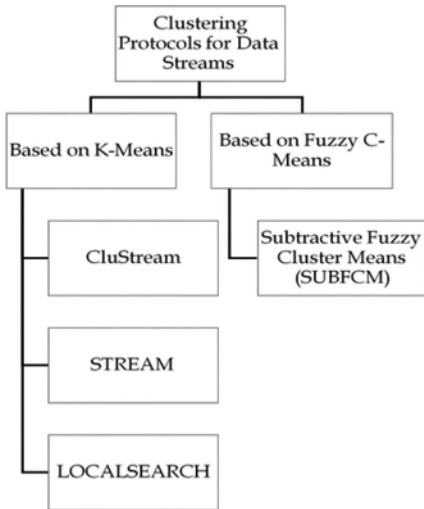 Clustering
Protocols for Data
Streams
Based on K-Means
Based on Fuzzy C-
Means
CluStream
Subtractive Fuzzy
Cluster Means
(SUBFCM)
STREAM
LOCALSEARCH